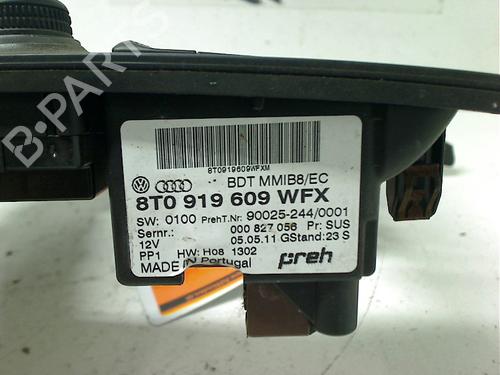 B-PARTS
8T0919609WFXM
BDT MMIB8/EC
8T0 919 609 WFX
SW: 0100 PrehT.Nr: 90025-244/0001
Sernr.: 000 827 056 Pr: SUS
12V 05.05.11 GStand: 23 S
PP1 HW: H08 1302
MADE IN Portugal preh